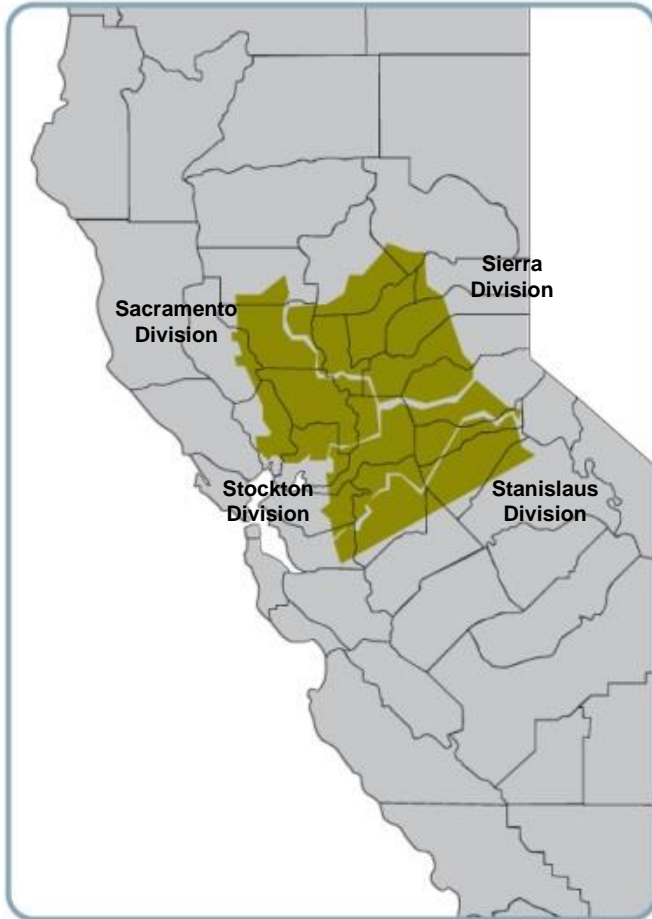 Sierra
Division
Sacramento
Division
Stockton
Division
Stanislaus
Division